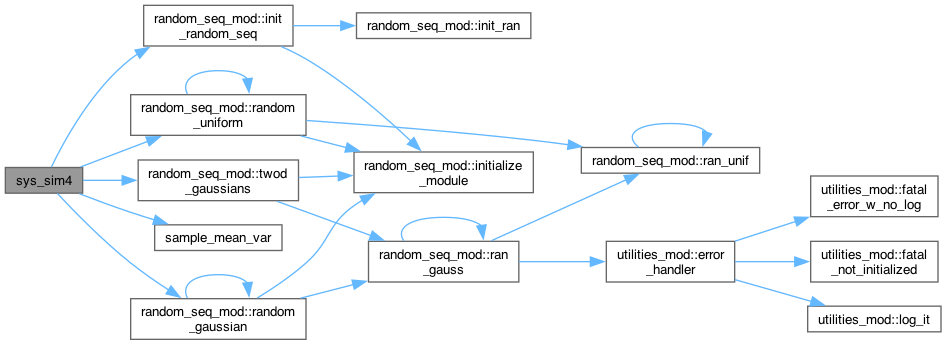 random_seq_mod::init
_random_seq
random_seq_mod::init_ran
random_seq_mod::random
_uniform
random_seq_mod::initialize
_module
random_seq_mod::ran_unif
sys_sim4
random_seq_mod::twod
_gaussians
utilities_mod::fatal
_error_w_no_log
sample_mean_var
random_seq_mod::ran
_gauss
utilities_mod::error
_handler
utilities_mod::fatal
_not_initialized
random_seq_mod::random
_gaussian
utilities_mod::log_it